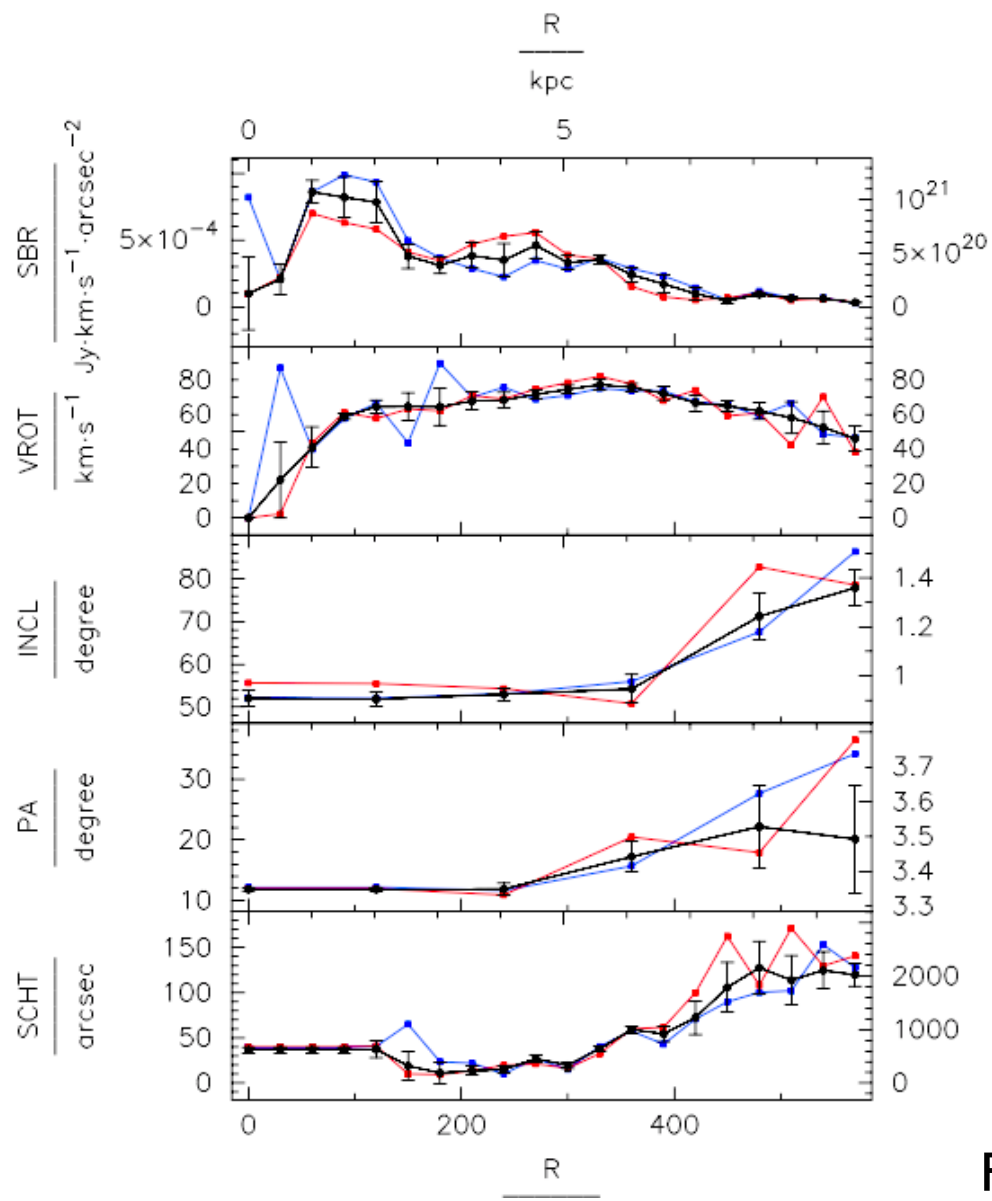 R
kpc
0 5
SBR
Jy·km·s⁻¹·arcsec⁻²
5×10⁻⁴
0
10²¹
5×10²⁰
0
VROT
km·s⁻¹
80
60
40
20
0
80
60
40
20
0
INCL
degree
80
70
60
50
1.4
1.2
1
PA
degree
30
20
10
3.7
3.6
3.5
3.4
3.3
SCHT
arcsec
150
100
50
0
2000
1000
0
0 200 400
R